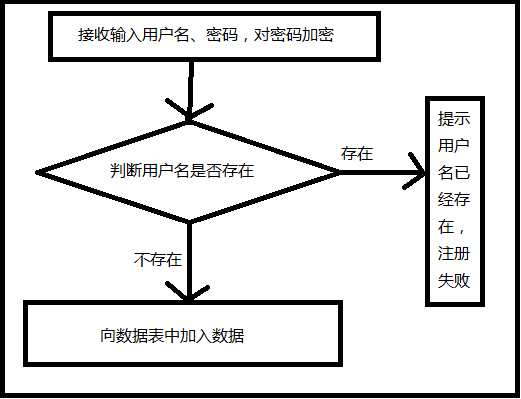 接收输入用户名、密码，对密码加密
判断用户名是否存在
存在
提示
用户
名已
经存
在，
注册
失败
不存在
向数据表中加入数据